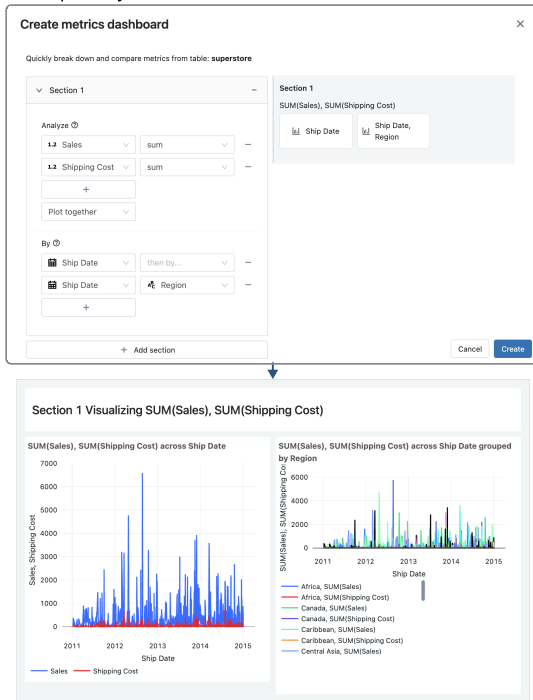 Create metrics dashboard
Quickly break down and compare metrics from table: superstore
Section 1
Analyze
1.2 Sales sum
1.2 Shipping Cost sum
+
Plot together
By
Ship Date then by...
Ship Date Region
+
+ Add section
Section 1
SUM(Sales), SUM(Shipping Cost)
Ship Date
Ship Date,
Region
Cancel Create
Section 1 Visualizing SUM(Sales), SUM(Shipping Cost)
SUM(Sales), SUM(Shipping Cost) across Ship Date
Sales, Shipping Cost
7000
6000
5000
4000
3000
2000
1000
0
2011 2012 2013 2014 2015
Ship Date
Sales Shipping Cost
SUM(Sales), SUM(Shipping Cost) across Ship Date grouped
by Region
SUM(Sales), SUM(Shipping Co
6000
4000
2000
0
2011 2012 2013 2014 2015
Ship Date
Africa, SUM(Sales)
Africa, SUM(Shipping Cost)
Canada, SUM(Sales)
Canada, SUM(Shipping Cost)
Caribbean, SUM(Sales)
Caribbean, SUM(Shipping Cost)
Central Asia, SUM(Sales)